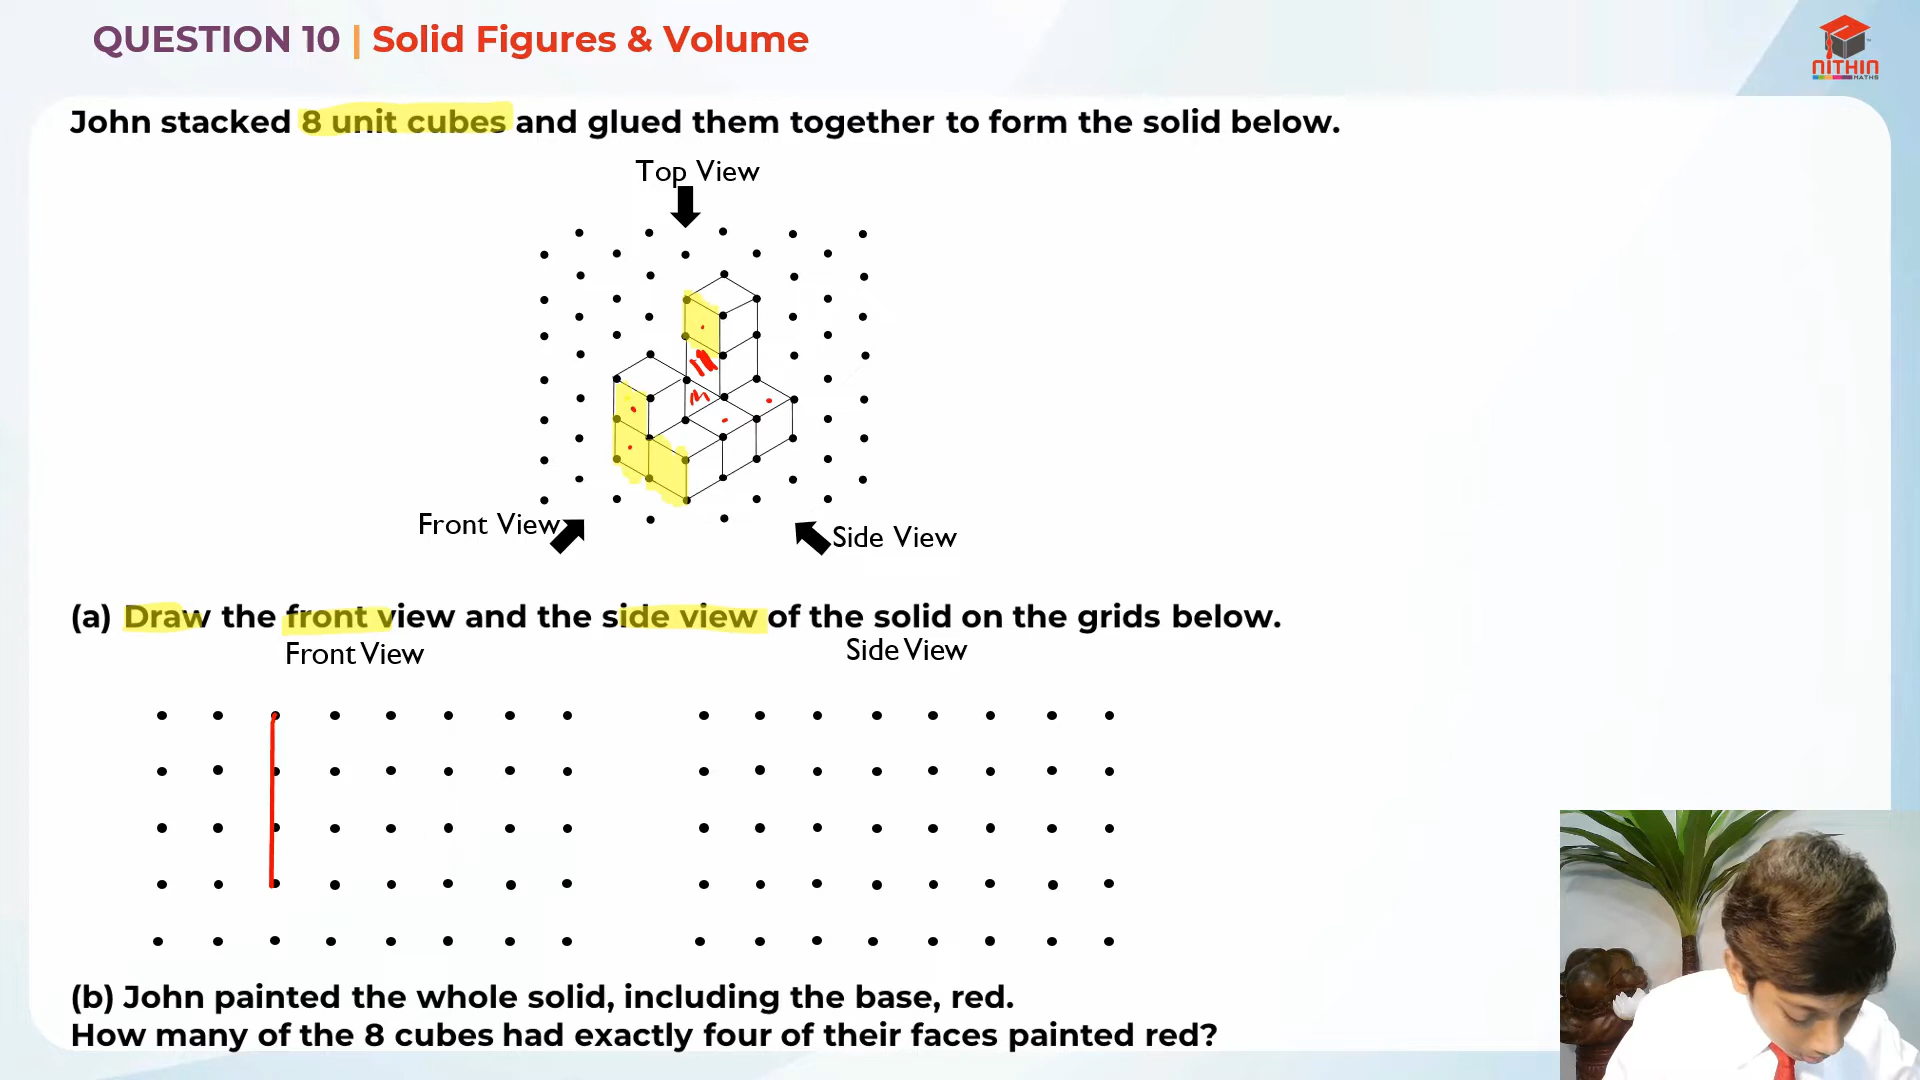 QUESTION 10 | Solid Figures & Volume
NITHIN
MATHS
John stacked 8 unit cubes and glued them together to form the solid below.
Top View
Front View
Side View
(a) Draw the front view and the side view of the solid on the grids below.
Front View
Side View
(b) John painted the whole solid, including the base, red.
How many of the 8 cubes had exactly four of their faces painted red?